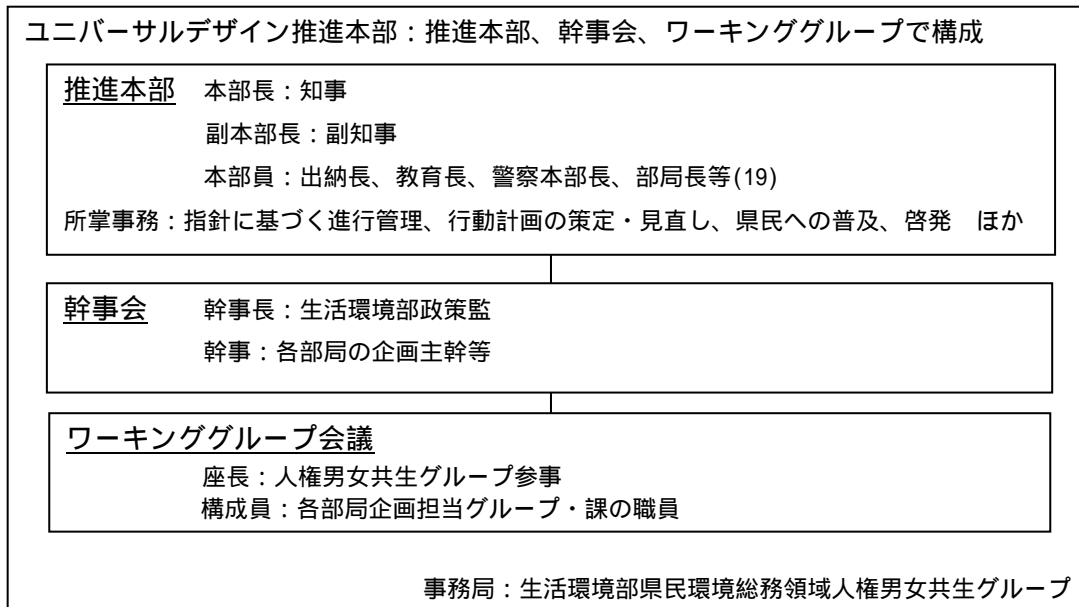 ユニバーサルデザイン推進本部：推進本部、幹事会、ワーキンググループで構成
推進本部　本部長：知事
副本部長：副知事
本部員：出納長、教育長、警察本部長、部局長等(19)
所掌事務：指針に基づく進行管理、行動計画の策定・見直し、県民への普及、啓発　ほか
幹事会　幹事長：生活環境部政策監
幹事：各部局の企画主幹等
ワーキンググループ会議
座長：人権男女共生グループ参事
構成員：各部局企画担当グループ・課の職員
事務局：生活環境部県民環境総務領域人権男女共生グループ